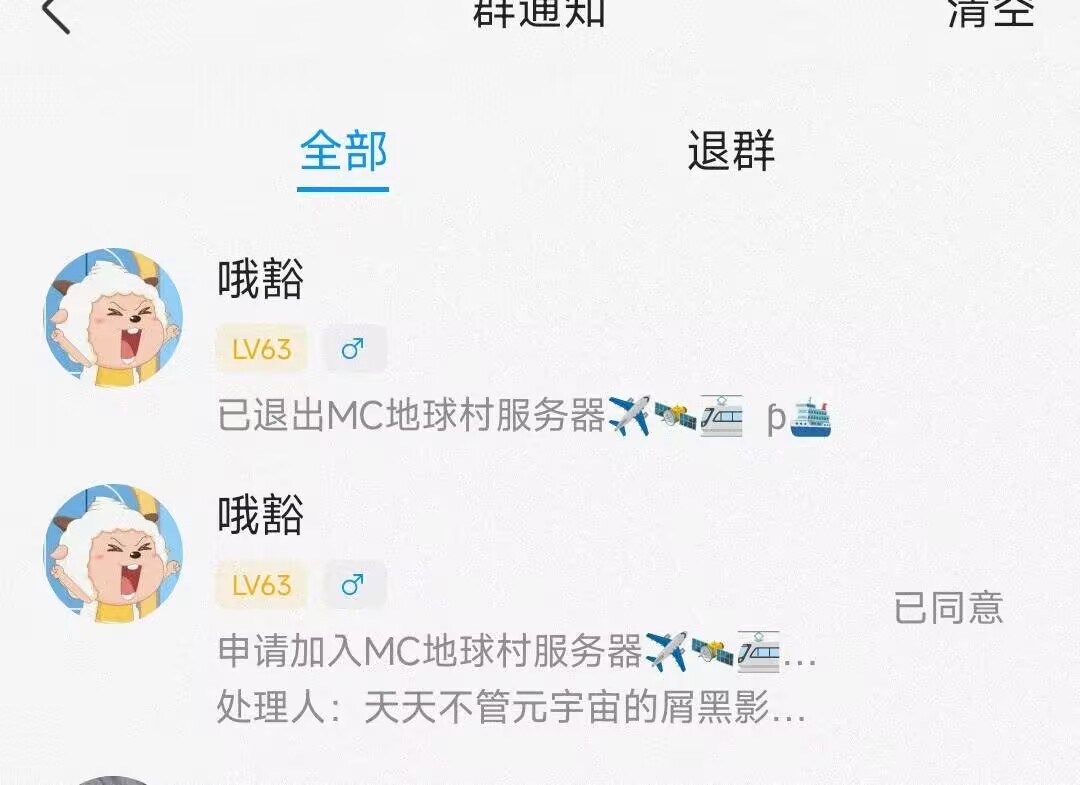 群通知 清空
全部 退群
哦豁
LV63 ♂
已退出MC地球村服务器✈️🛰️🚈 ƥ🛳️
哦豁
LV63 ♂
已同意
申请加入MC地球村服务器✈️🛰️🚈...
处理人：天天不管元宇宙的屑黑影...